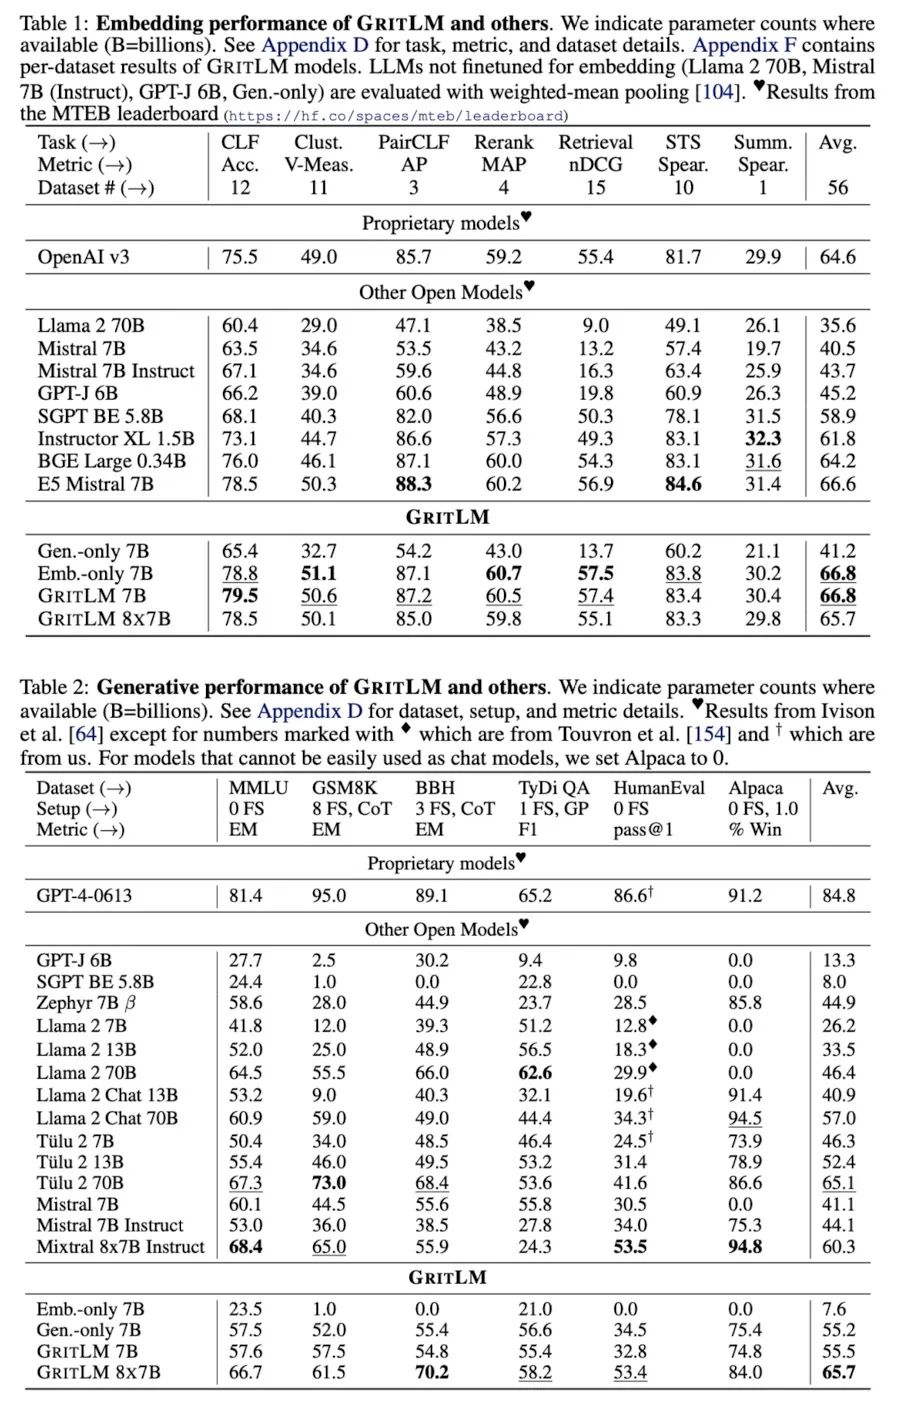 Table 1: Embedding performance of GRITLM and others. We indicate parameter counts where
available (B=billions). See Appendix D for task, metric, and dataset details. Appendix F contains
per-dataset results of GRITLM models. LLMs not finetuned for embedding (Llama 2 70B, Mistral
7B (Instruct), GPT-J 6B, Gen.-only) are evaluated with weighted-mean pooling [104]. ♥Results from
the MTEB leaderboard (https://hf.co/spaces/mteb/leaderboard)
Task (→) CLF Clust. PairCLF Rerank Retrieval STS Summ. Avg.
Metric (→) Acc. V-Meas. AP MAP nDCG Spear. Spear.
Dataset # (→) 12 11 3 4 15 10 1 56
Proprietary models♥
OpenAI v3 75.5 49.0 85.7 59.2 55.4 81.7 29.9 64.6
Other Open Models♥
Llama 2 70B 60.4 29.0 47.1 38.5 9.0 49.1 26.1 35.6
Mistral 7B 63.5 34.6 53.5 43.2 13.2 57.4 19.7 40.5
Mistral 7B Instruct 67.1 34.6 59.6 44.8 16.3 63.4 25.9 43.7
GPT-J 6B 66.2 39.0 60.6 48.9 19.8 60.9 26.3 45.2
SGPT BE 5.8B 68.1 40.3 82.0 56.6 50.3 78.1 31.5 58.9
Instructor XL 1.5B 73.1 44.7 86.6 57.3 49.3 83.1 32.3 61.8
BGE Large 0.34B 76.0 46.1 87.1 60.0 54.3 83.1 31.6 64.2
E5 Mistral 7B 78.5 50.3 88.3 60.2 56.9 84.6 31.4 66.6
GRITLM
Gen.-only 7B 65.4 32.7 54.2 43.0 13.7 60.2 21.1 41.2
Emb.-only 7B 78.8 51.1 87.1 60.7 57.5 83.8 30.2 66.8
GRITLM 7B 79.5 50.6 87.2 60.5 57.4 83.4 30.4 66.8
GRITLM 8X7B 78.5 50.1 85.0 59.8 55.1 83.3 29.8 65.7
Table 2: Generative performance of GRITLM and others. We indicate parameter counts where
available (B=billions). See Appendix D for dataset, setup, and metric details. ♥Results from Ivison
et al. [64] except for numbers marked with ♦ which are from Touvron et al. [154] and † which are
from us. For models that cannot be easily used as chat models, we set Alpaca to 0.
Dataset (→) MMLU GSM8K BBH TyDi QA HumanEval Alpaca Avg.
Setup (→) 0 FS 8 FS, CoT 3 FS, CoT 1 FS, GP 0 FS 0 FS, 1.0
Metric (→) EM EM EM F1 pass@1 % Win
Proprietary models♥
GPT-4-0613 81.4 95.0 89.1 65.2 86.6† 91.2 84.8
Other Open Models♥
GPT-J 6B 27.7 2.5 30.2 9.4 9.8 0.0 13.3
SGPT BE 5.8B 24.4 1.0 0.0 22.8 0.0 0.0 8.0
Zephyr 7B β 58.6 28.0 44.9 23.7 28.5 85.8 44.9
Llama 2 7B 41.8 12.0 39.3 51.2 12.8♦ 0.0 26.2
Llama 2 13B 52.0 25.0 48.9 56.5 18.3♦ 0.0 33.5
Llama 2 70B 64.5 55.5 66.0 62.6 29.9♦ 0.0 46.4
Llama 2 Chat 13B 53.2 9.0 40.3 32.1 19.6† 91.4 40.9
Llama 2 Chat 70B 60.9 59.0 49.0 44.4 34.3† 94.5 57.0
Tülu 2 7B 50.4 34.0 48.5 46.4 24.5† 73.9 46.3
Tülu 2 13B 55.4 46.0 49.5 53.2 31.4 78.9 52.4
Tülu 2 70B 67.3 73.0 68.4 53.6 41.6 86.6 65.1
Mistral 7B 60.1 44.5 55.6 55.8 30.5 0.0 41.1
Mistral 7B Instruct 53.0 36.0 38.5 27.8 34.0 75.3 44.1
Mixtral 8x7B Instruct 68.4 65.0 55.9 24.3 53.5 94.8 60.3
GRITLM
Emb.-only 7B 23.5 1.0 0.0 21.0 0.0 0.0 7.6
Gen.-only 7B 57.5 52.0 55.4 56.6 34.5 75.4 55.2
GRITLM 7B 57.6 57.5 54.8 55.4 32.8 74.8 55.5
GRITLM 8X7B 66.7 61.5 70.2 58.2 53.4 84.0 65.7